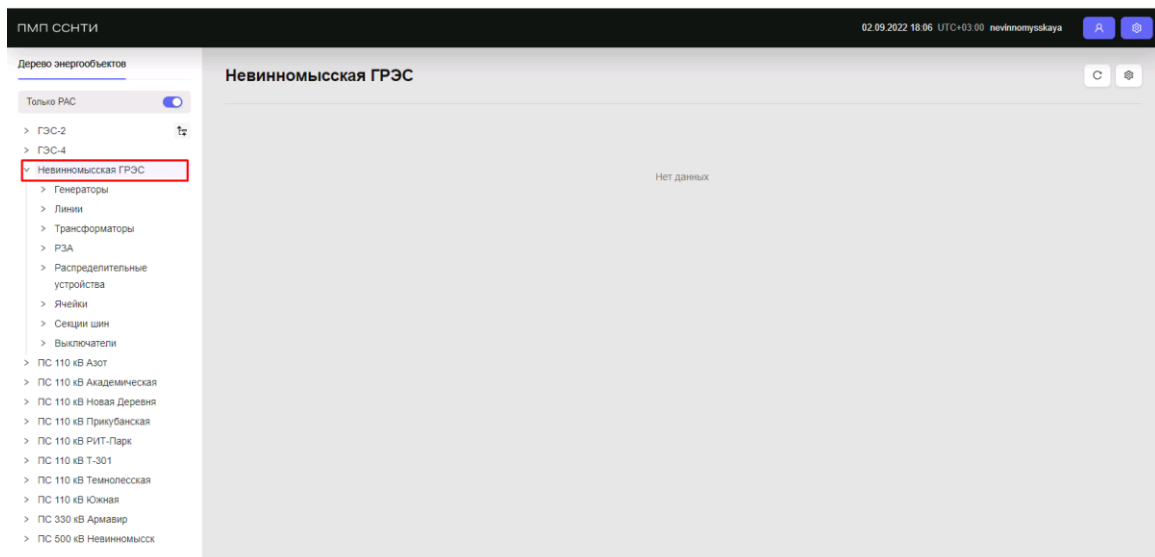 ПМП ССНТИ
02.09.2022 18:06 UTC+03:00 nevinnomysskaya
Дерево энергообъектов
Невинномысская ГРЭС
Только РАС
ГЭС-2
ГЭС-4
Невинномысская ГРЭС
Нет данных
Генераторы
Линии
Трансформаторы
РЗА
Распределительные
устройства
Ячейки
Секции шин
Выключатели
ПС 110 кВ Азот
ПС 110 кВ Академическая
ПС 110 кВ Новая Деревня
ПС 110 кВ Прикубанская
ПС 110 кВ РИТ-Парк
ПС 110 кВ Т-301
ПС 110 кВ Темнолесская
ПС 110 кВ Южная
ПС 330 кВ Армавир
ПС 500 кВ Невинномысск